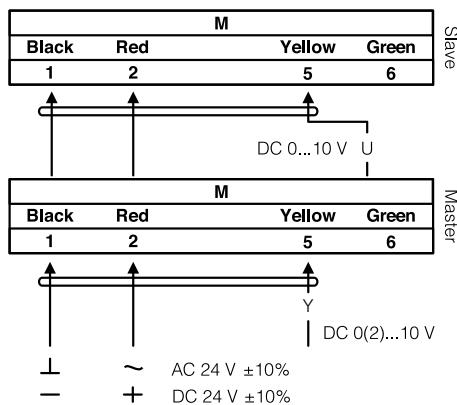 M
Black Red Yellow Green
1 2 5 6
Slave
DC 0...10 V U
M
Black Red Yellow Green
1 2 5 6
Master
Y
DC 0(2)...10 V
⊥ ~ AC 24 V ±10%
− + DC 24 V ±10%